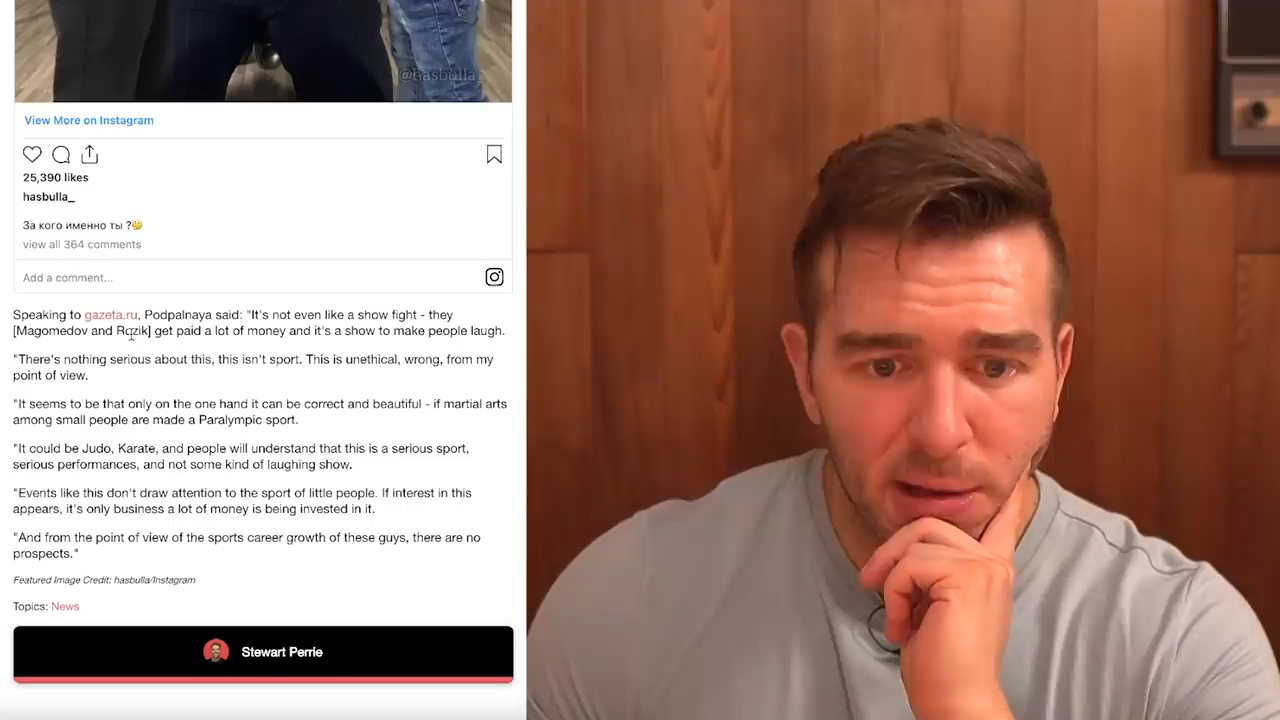 @hasbulla_
View More on Instagram
25,390 likes
hasbulla_
За кого именно ты ?🤔
view all 364 comments
Add a comment...
Speaking to gazeta.ru, Podpalnaya said: "It's not even like a show fight - they
[Magomedov and Rozik] get paid a lot of money and it's a show to make people laugh.
"There's nothing serious about this, this isn't sport. This is unethical, wrong, from my
point of view.
"It seems to be that only on the one hand it can be correct and beautiful - if martial arts
among small people are made a Paralympic sport.
"It could be Judo, Karate, and people will understand that this is a serious sport,
serious performances, and not some kind of laughing show.
"Events like this don't draw attention to the sport of little people. If interest in this
appears, it's only business a lot of money is being invested in it.
"And from the point of view of the sports career growth of these guys, there are no
prospects."
Featured Image Credit: hasbulla/Instagram
Topics: News
Stewart Perrie